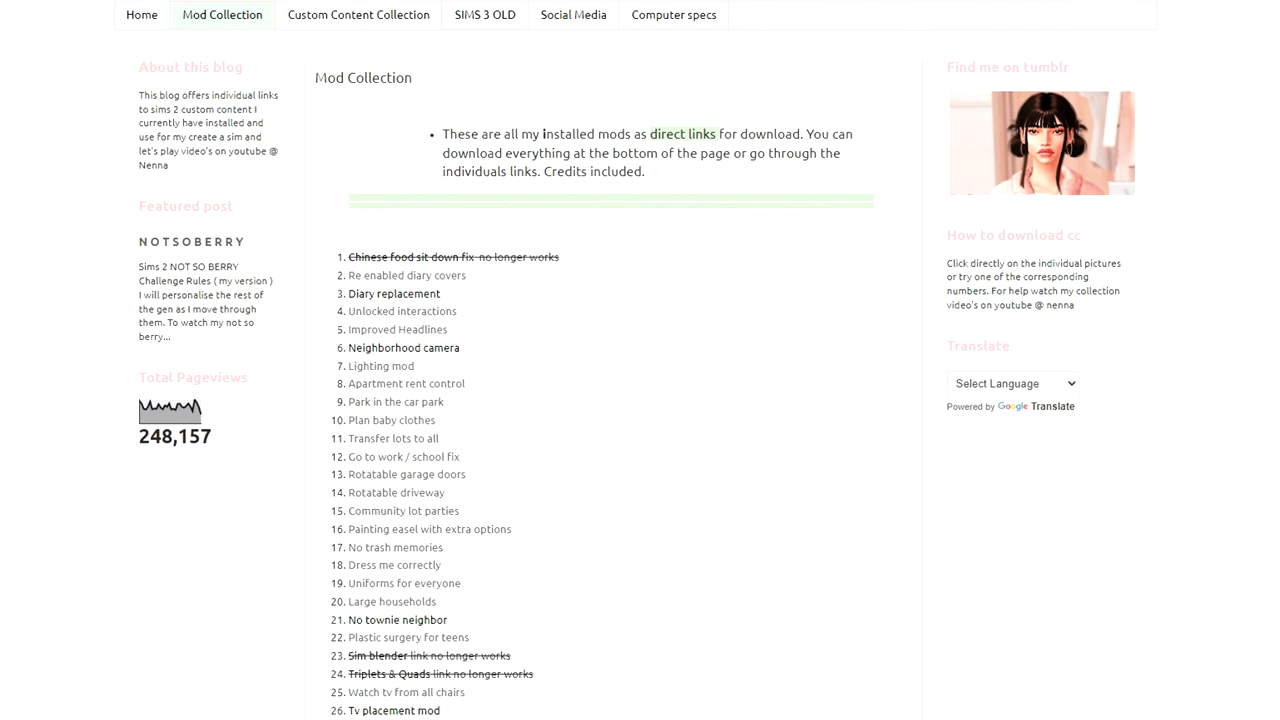 Home Mod Collection Custom Content Collection SIMS 3 OLD Social Media Computer specs
About this blog
This blog offers individual links
to sims 2 custom content I
currently have installed and
use for my create a sim and
let's play video's on youtube @
Nenna
Featured post
N O T S O B E R R Y
Sims 2 NOT SO BERRY
Challenge Rules ( my version )
I will personalise the rest of
the gen as I move through
them. To watch my not so
berry...
Total Pageviews
248,157
Mod Collection
• These are all my installed mods as direct links for download. You can
download everything at the bottom of the page or go through the
individuals links. Credits included.
1. Chinese food sit down fix no longer works
2. Re enabled diary covers
3. Diary replacement
4. Unlocked interactions
5. Improved Headlines
6. Neighborhood camera
7. Lighting mod
8. Apartment rent control
9. Park in the car park
10. Plan baby clothes
11. Transfer lots to all
12. Go to work / school fix
13. Rotatable garage doors
14. Rotatable driveway
15. Community lot parties
16. Painting easel with extra options
17. No trash memories
18. Dress me correctly
19. Uniforms for everyone
20. Large households
21. No townie neighbor
22. Plastic surgery for teens
23. Sim blender link no longer works
24. Triplets & Quads link no longer works
25. Watch tv from all chairs
26. Tv placement mod
Find me on tumblr
How to download cc
Click directly on the individual pictures
or try one of the corresponding
numbers. For help watch my collection
video's on youtube @ nenna
Translate
Select Language
Powered by Google Translate